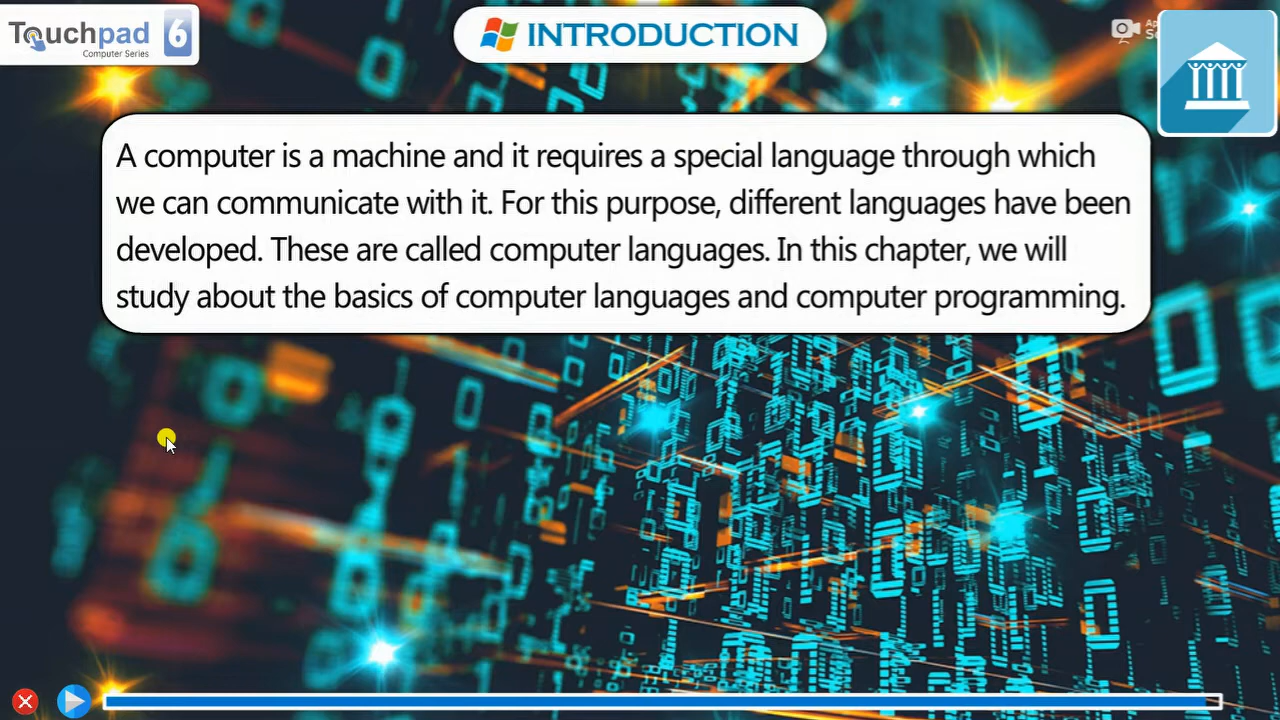 Touchpad 6
Computer Series
INTRODUCTION
A computer is a machine and it requires a special language through which
we can communicate with it. For this purpose, different languages have been
developed. These are called computer languages. In this chapter, we will
study about the basics of computer languages and computer programming.